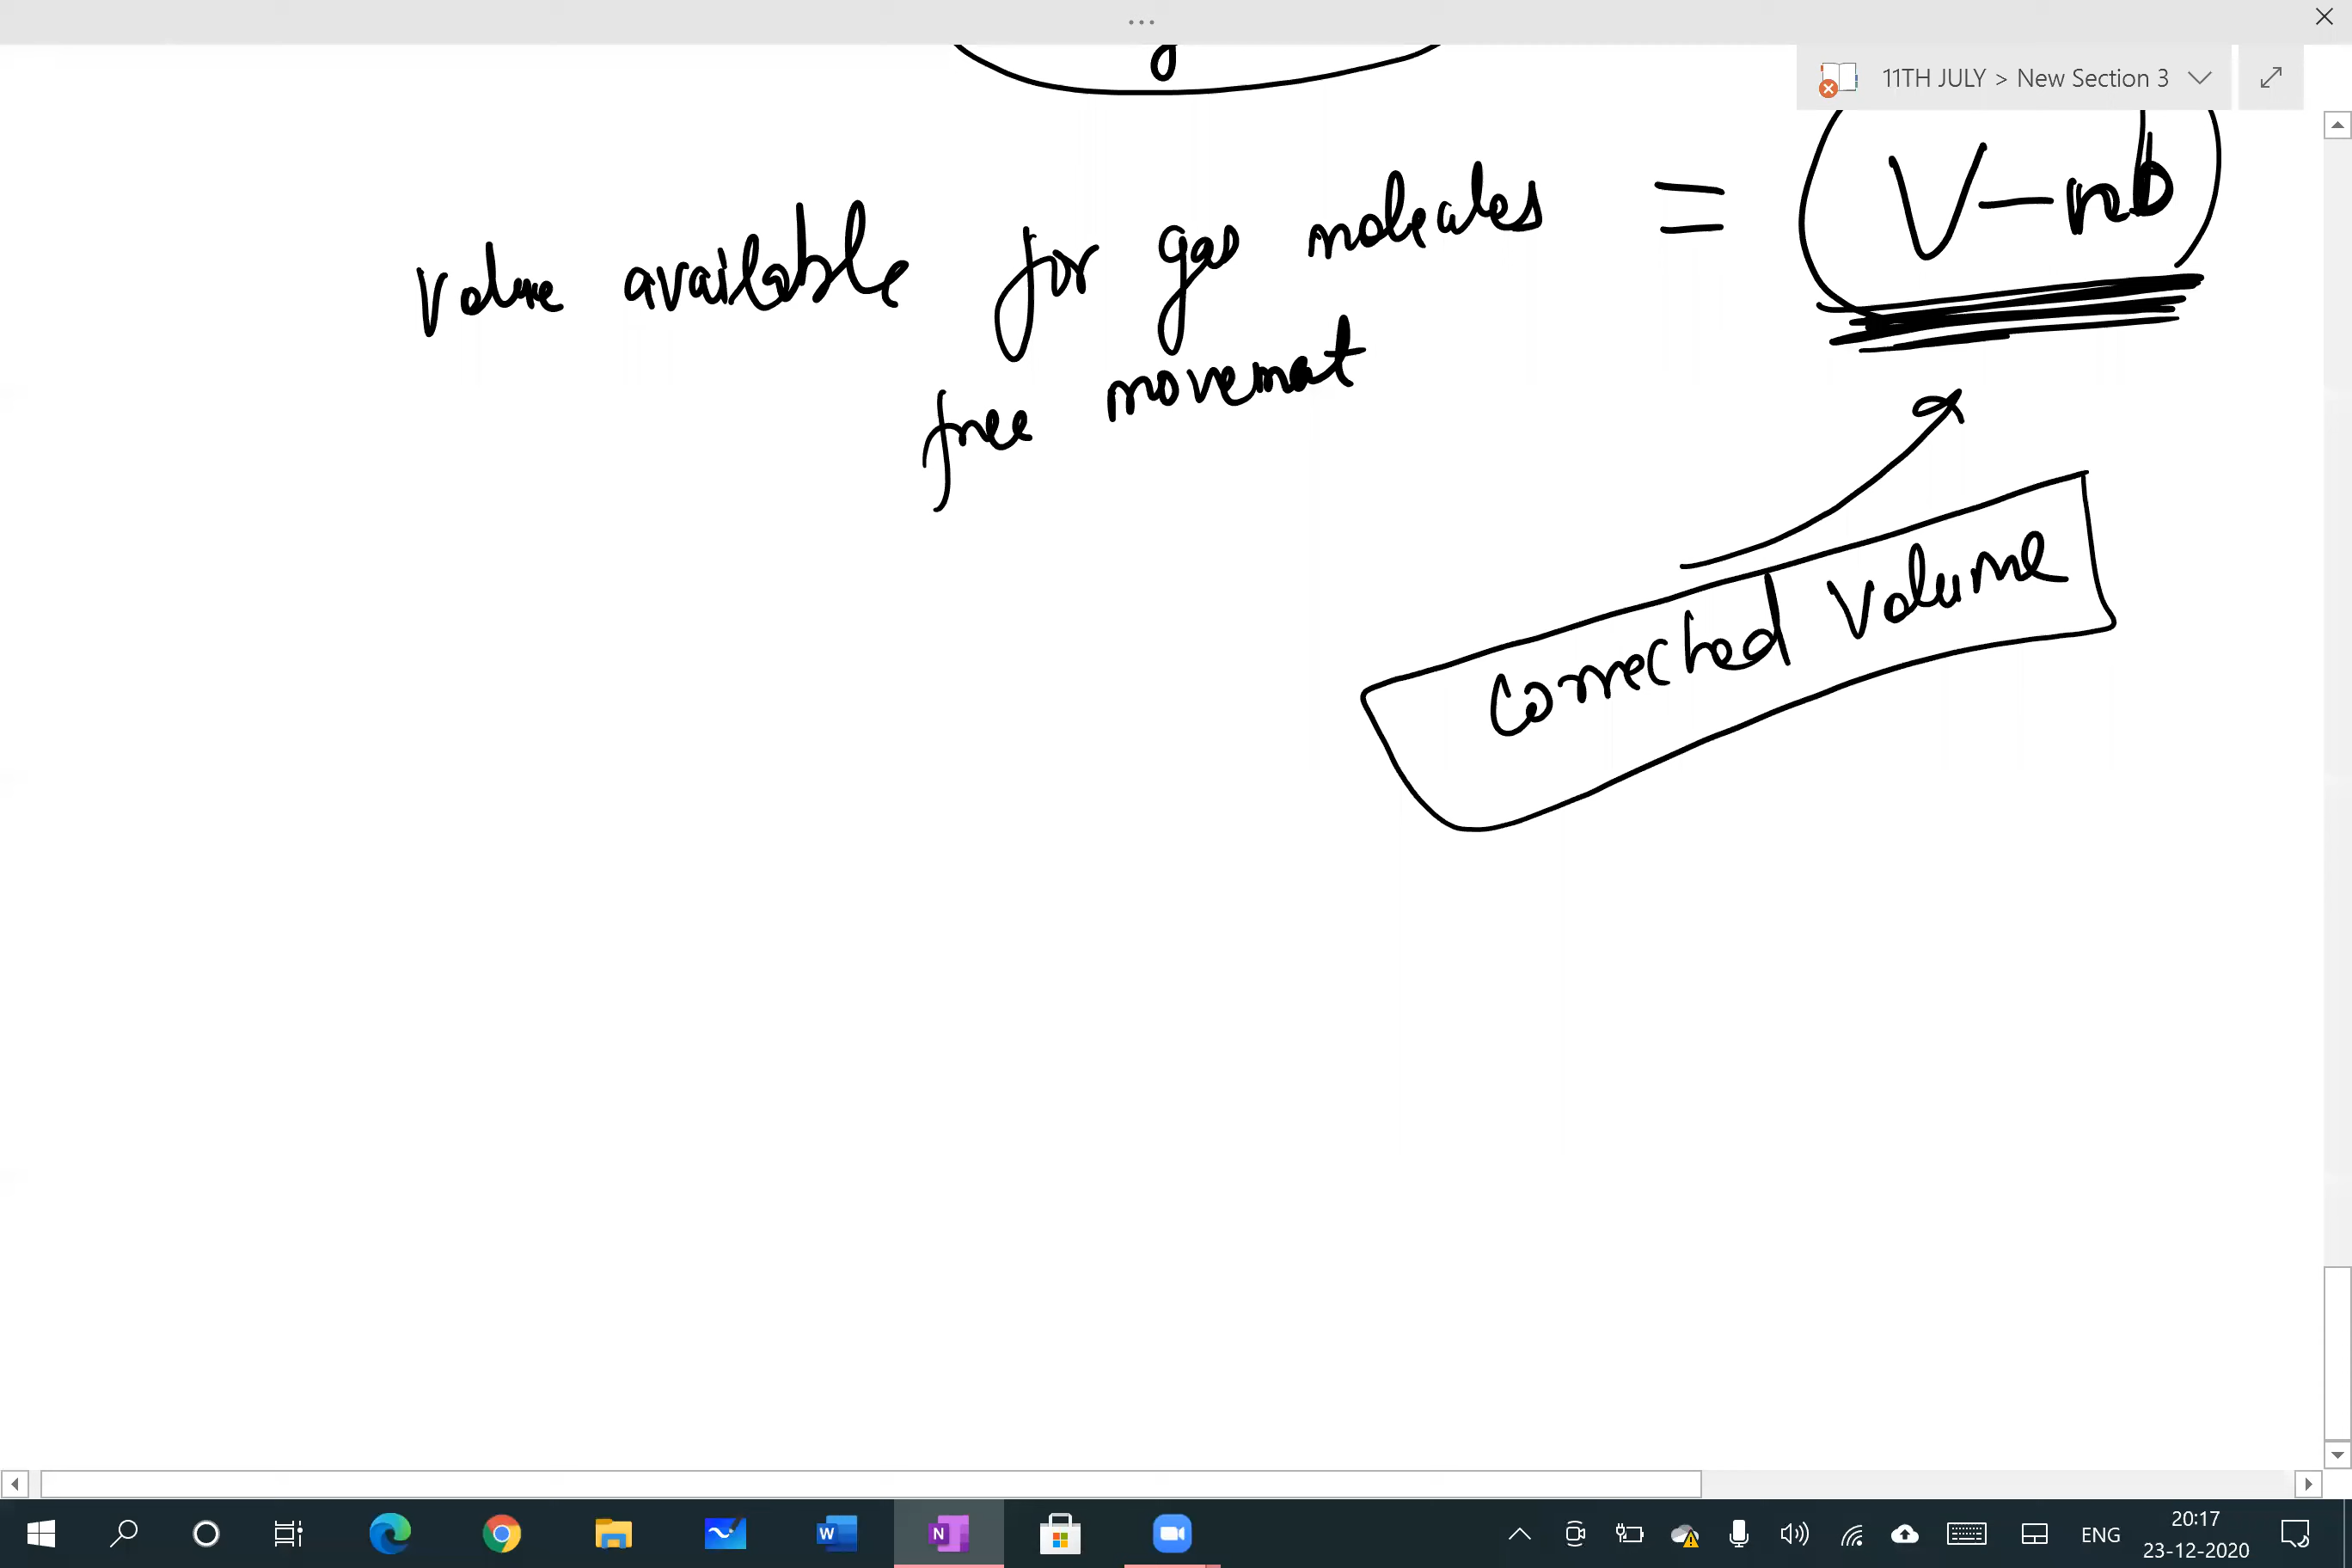 11TH JULY > New Section 3
Volume available for gas molecules = V-nb
free movement
Corrected Volume
ENG
20:17
23-12-2020